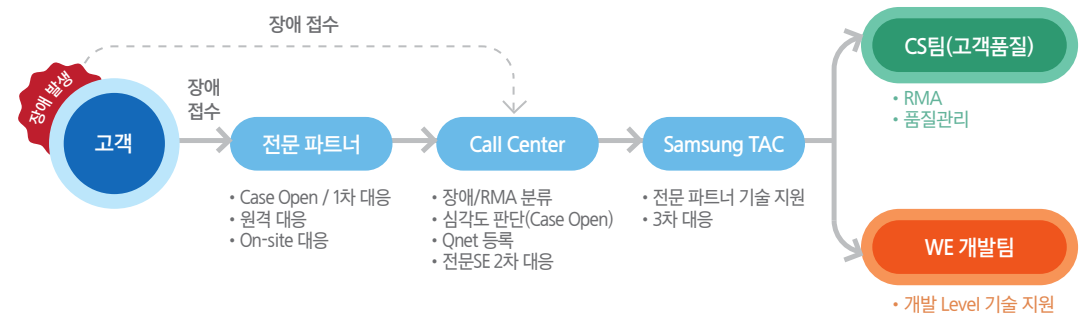 장애 접수
장애 발생
고객
장애
접수
전문 파트너
• Case Open / 1차 대응
• 원격 대응
• On-site 대응
Call Center
• 장애/RMA 분류
• 심각도 판단(Case Open)
• Qnet 등록
• 전문SE 2차 대응
Samsung TAC
• 전문 파트너 기술 지원
• 3차 대응
CS팀(고객품질)
• RMA
• 품질관리
WE 개발팀
• 개발 Level 기술 지원